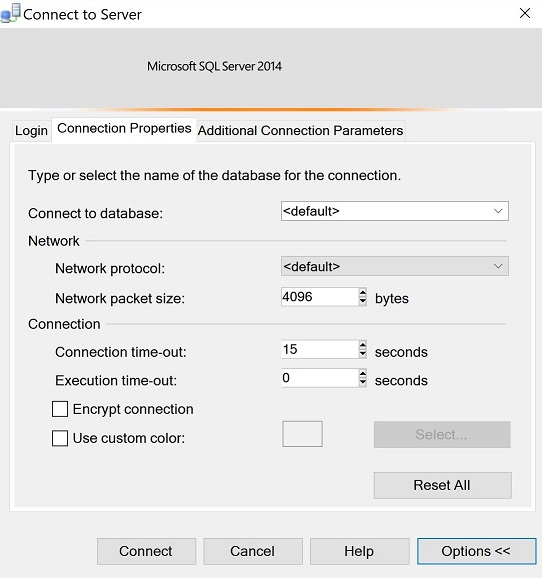 Connect to Server
Microsoft SQL Server 2014
Login Connection Properties Additional Connection Parameters
Type or select the name of the database for the connection.
Connect to database: <default>
Network
Network protocol: <default>
Network packet size: 4096 bytes
Connection
Connection time-out: 15 seconds
Execution time-out: 0 seconds
Encrypt connection
Use custom color: Select...
Reset All
Connect Cancel Help Options <<